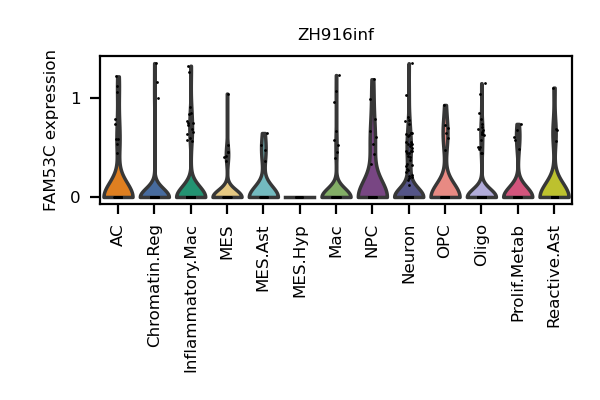 ZH916inf
FAM53C expression
1
0
AC
Chromatin.Reg
Inflammatory.Mac
MES
MES.Ast
MES.Hyp
Mac
NPC
Neuron
OPC
Oligo
Prolif.Metab
Reactive.Ast